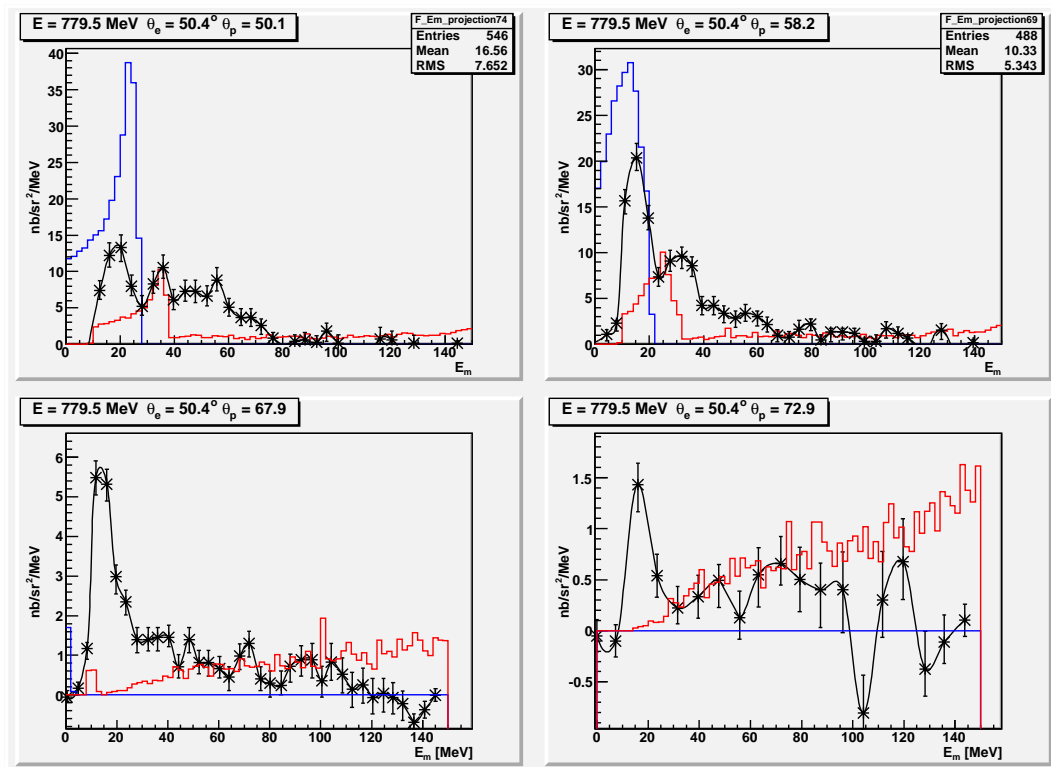 E = 779.5 MeV θe = 50.4° θp = 50.1
F_Em_projection74
Entries 546
Mean 16.56
RMS 7.652
nb/sr²/MeV
40
35
30
25
20
15
10
5
0
0 20 40 60 80 100 120 140
Em
E = 779.5 MeV θe = 50.4° θp = 58.2
F_Em_projection69
Entries 488
Mean 10.33
RMS 5.343
nb/sr²/MeV
30
25
20
15
10
5
0
0 20 40 60 80 100 120 140
Em
E = 779.5 MeV θe = 50.4° θp = 67.9
nb/sr²/MeV
6
5
4
3
2
1
0
0 20 40 60 80 100 120 140
Em [MeV]
E = 779.5 MeV θe = 50.4° θp = 72.9
nb/sr²/MeV
1.5
1
0.5
0
-0.5
0 20 40 60 80 100 120 140
Em [MeV]